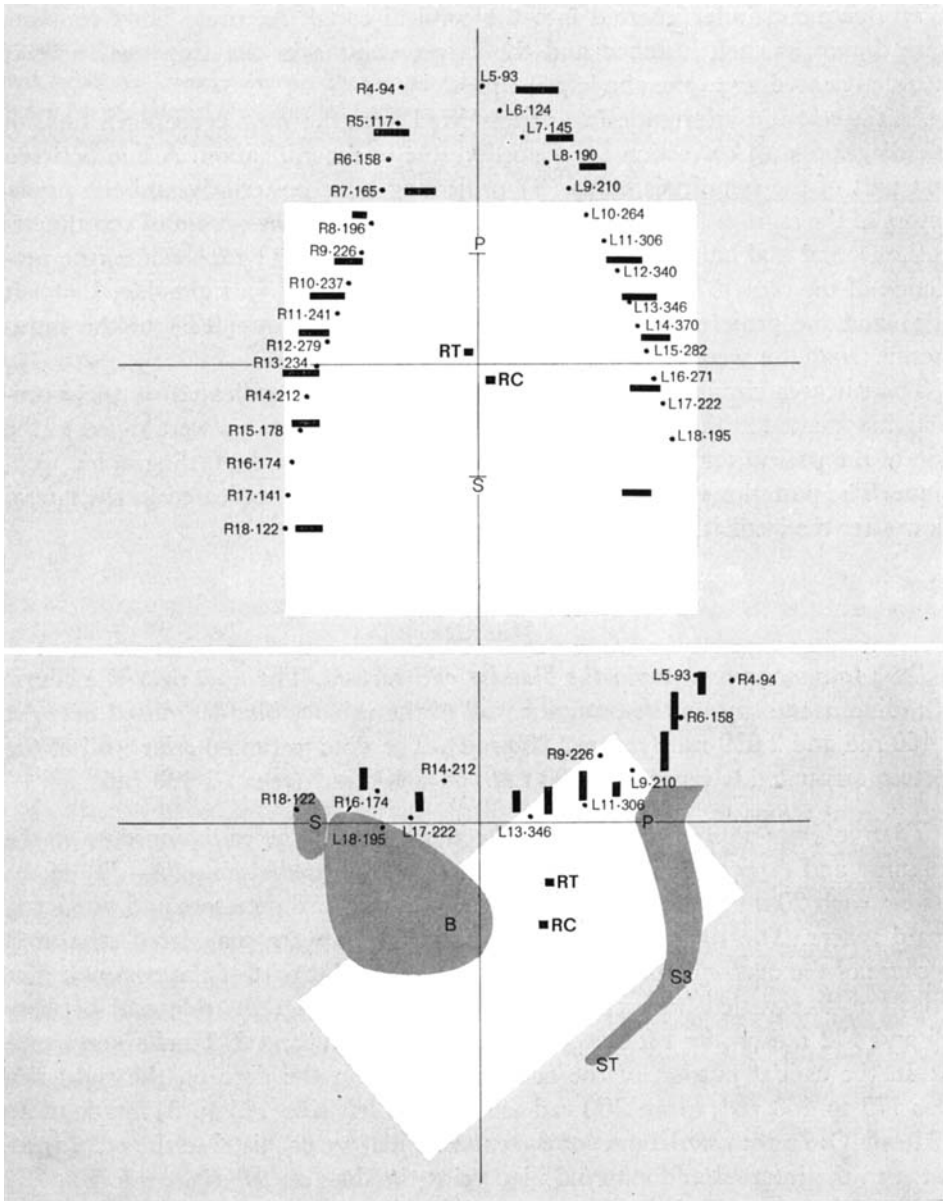 L5-93
R4-94
L6-124
R5-117
L7-145
R6-158
L8-190
R7-165
L9-210
L10-264
R8-196
L11-306
P
R9-226
L12-340
R10-237
L13-346
R11-241
L14-370
R12-279
RT
L15-282
R13-234
RC
L16-271
R14-212
L17-222
R15-178
L18-195
R16-174
S
R17-141
R18-122
L5-93
R4-94
R6-158
R9-226
R14-212
L9-210
R18-122
R16-174
L11-306
S
L18-195
L17-222
L13-346
P
RT
B
RC
S3
ST